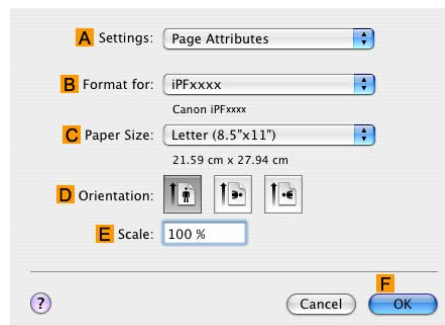 A Settings: Page Attributes
B Format for: iPFxxxx
Canon iPFxxxx
C Paper Size: Letter (8.5"x11")
21.59 cm x 27.94 cm
D Orientation:
E Scale: 100 %
F
? Cancel OK